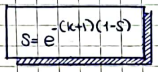 S = e^-(k+1)(1-S)